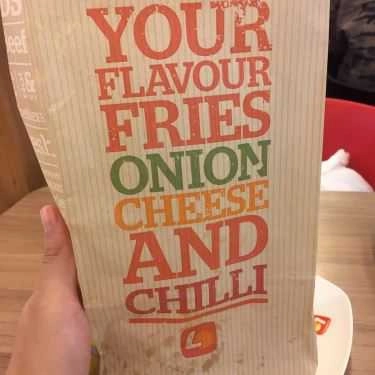 YOUR
FLAVOUR
FRIES
ONION
CHEESE
AND
CHILLI
L